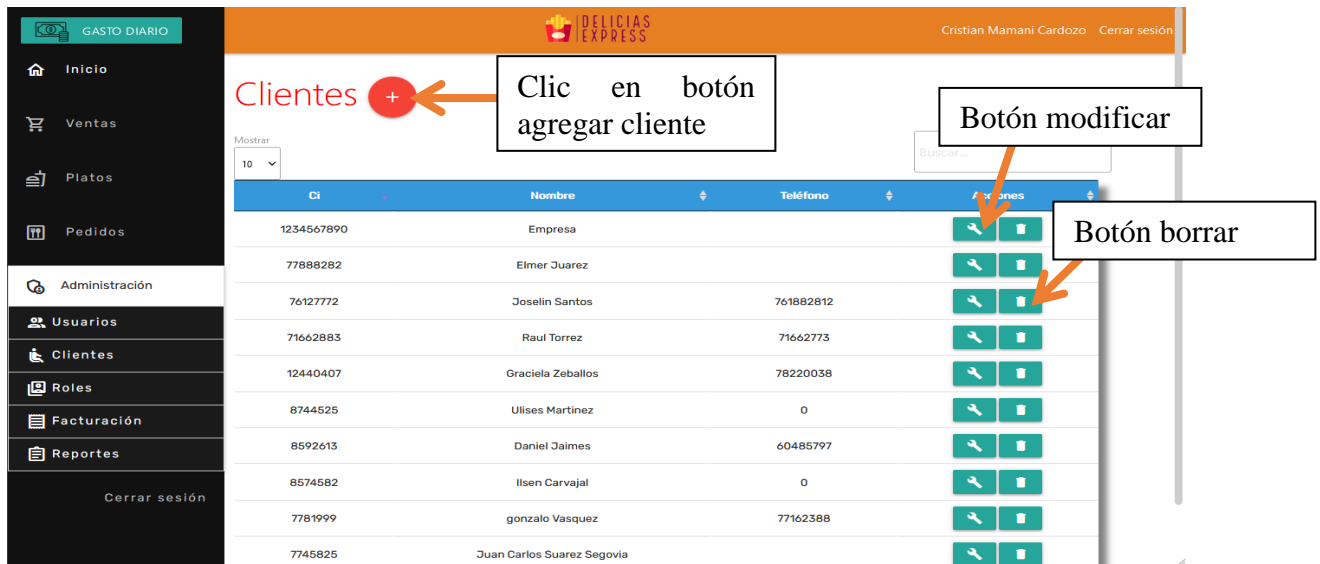 GASTO DIARIO
DELICIAS
EXPRESS
Cristian Mamani Cardozo Cerrar sesión
Inicio
Ventas
Platos
Pedidos
Administración
Usuarios
Clientes
Roles
Facturación
Reportes
Cerrar sesión
Clientes +
Clic en botón
agregar cliente
Botón modificar
Botón borrar
Mostrar
10
Buscar...
Ci Nombre Teléfono Acciones
1234567890 Empresa
77888282 Elmer Juarez
76127772 Joselin Santos 761882812
71662883 Raul Torrez 71662773
12440407 Graciela Zeballos 78220038
8744525 Ulises Martinez 0
8592613 Daniel Jaimes 60485797
8574582 Ilsen Carvajal 0
7781999 gonzalo Vasquez 77162388
7745825 Juan Carlos Suarez Segovia